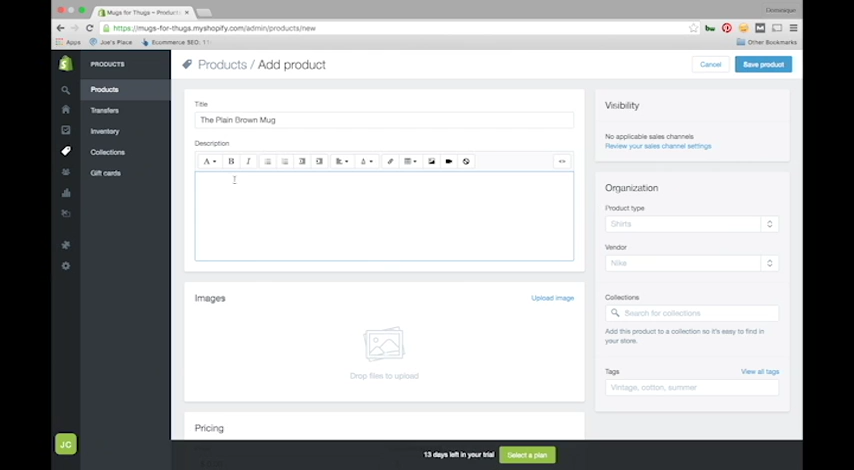 Mugs for Thugs ~ Product
Dominique
https://mugs-for-thugs.myshopify.com/admin/products/new
Apps
Joe's Place
Ecommerce SEO: 11
Other Bookmarks
PRODUCTS
Products / Add product
Cancel
Save product
Products
Transfers
Inventory
Collections
Gift cards
Title
The Plain Brown Mug
Description
A
B
I
A
Images
Upload image
Drop files to upload
Pricing
Visibility
No applicable sales channels
Review your sales channel settings
Organization
Product type
Shirts
Vendor
Nike
Collections
Search for collections
Add this product to a collection so it's easy to find in
your store.
Tags
View all tags
Vintage, cotton, summer
JC
13 days left in your trial
Select a plan